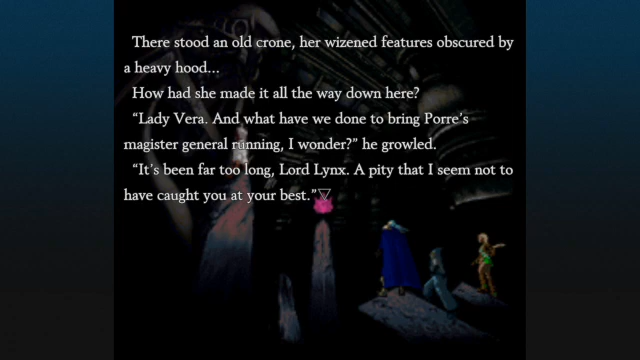 There stood an old crone, her wizened features obscured by
a heavy hood...
How had she made it all the way down here?
“Lady Vera. And what have we done to bring Porre’s
magister general running, I wonder?” he growled.
“It’s been far too long, Lord Lynx. A pity that I seem not to
have caught you at your best.”